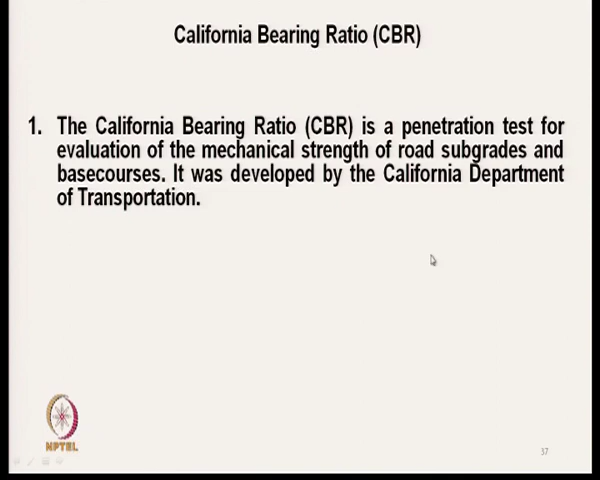 California Bearing Ratio (CBR)
1. The California Bearing Ratio (CBR) is a penetration test for
evaluation of the mechanical strength of road subgrades and
basecourses. It was developed by the California Department
of Transportation.
NPTEL
37